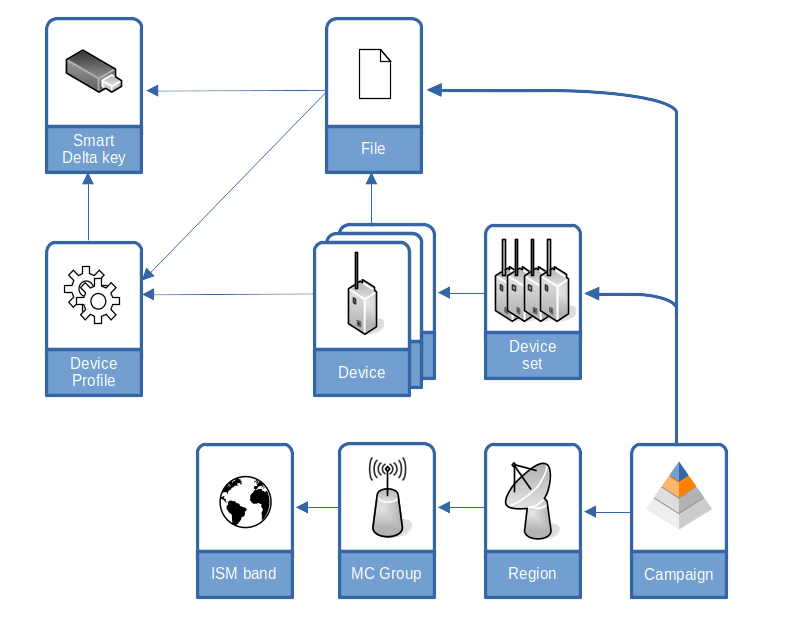 Smart
Delta key
File
Device
Profile
Device
Device
set
ISM band
MC Group
Region
Campaign